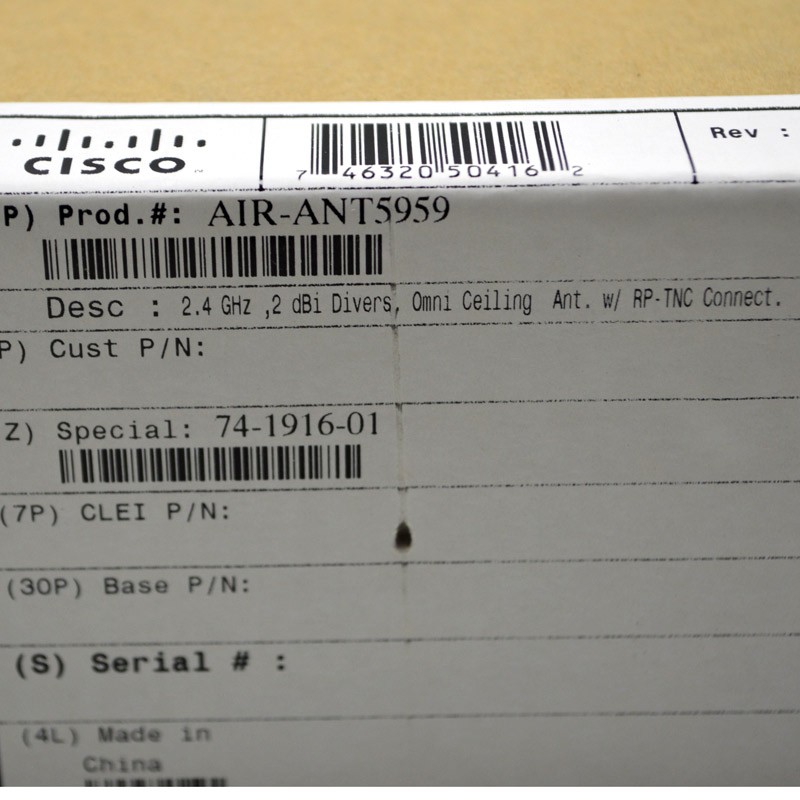 CISCO™
7 46320 50416 2
Rev :
P) Prod.#: AIR-ANT5959
Desc : 2.4 GHz ,2 dBi Divers, Omni Ceiling Ant. w/ RP-TNC Connect.
P) Cust P/N:
Z) Special: 74-1916-01
(7P) CLEI P/N:
(30P) Base P/N:
(S) Serial # :
(4L) Made in
China